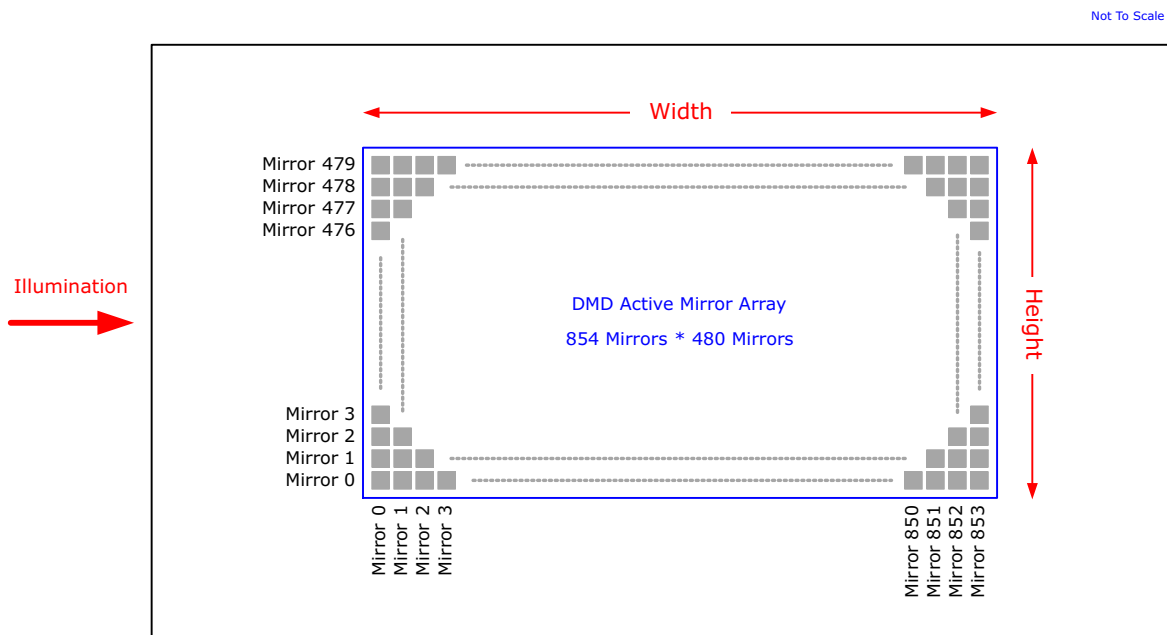 Not To Scale
Width
Mirror 479
Mirror 478
Mirror 477
Mirror 476
Illumination
DMD Active Mirror Array
854 Mirrors * 480 Mirrors
Height
Mirror 3
Mirror 2
Mirror 1
Mirror 0
Mirror 0
Mirror 1
Mirror 2
Mirror 3
Mirror 850
Mirror 851
Mirror 852
Mirror 853